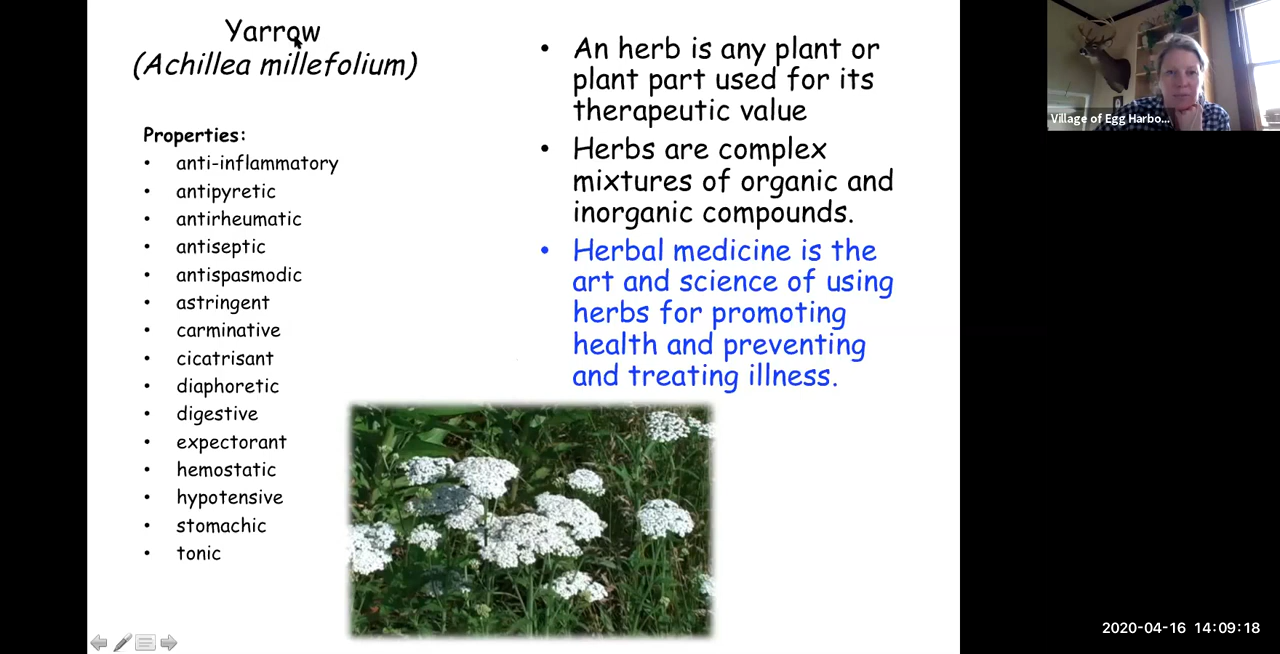 Yarrow
(Achillea millefolium)
Properties:
• anti-inflammatory
• antipyretic
• antirheumatic
• antiseptic
• antispasmodic
• astringent
• carminative
• cicatrisant
• diaphoretic
• digestive
• expectorant
• hemostatic
• hypotensive
• stomachic
• tonic
• An herb is any plant or
plant part used for its
therapeutic value
• Herbs are complex
mixtures of organic and
inorganic compounds.
• Herbal medicine is the
art and science of using
herbs for promoting
health and preventing
and treating illness.
Village of Egg Harbo...
2020-04-16 14:09:18